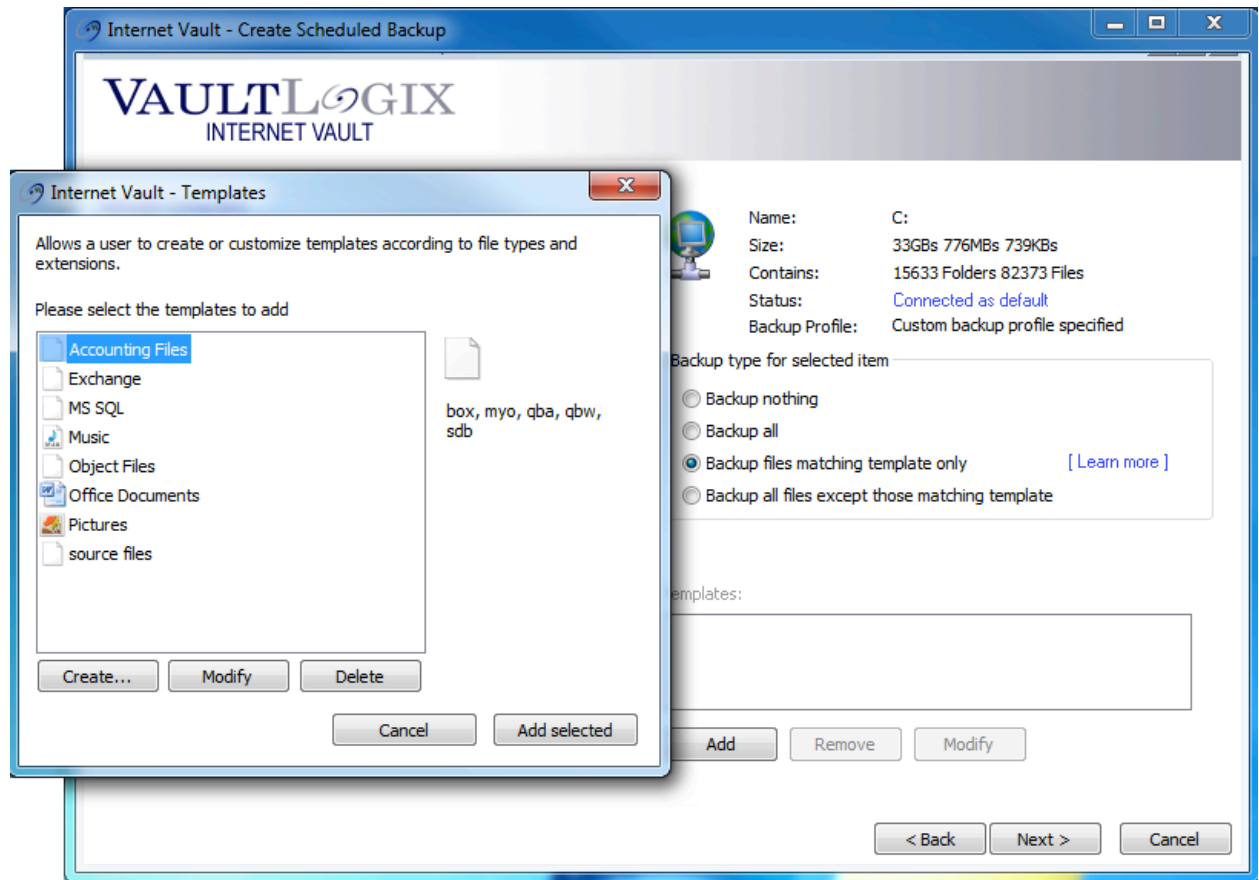 Internet Vault - Create Scheduled Backup
VAULTLOGIX
INTERNET VAULT
Internet Vault - Templates
Allows a user to create or customize templates according to file types and
extensions.
Please select the templates to add
Accounting Files
Exchange
MS SQL
Music
Object Files
Office Documents
Pictures
source files
box, myo, qba, qbw,
sdb
Create...
Modify
Delete
Cancel
Add selected
Name: C:
Size: 33GBs 776MBs 739KBs
Contains: 15633 Folders 82373 Files
Status: Connected as default
Backup Profile: Custom backup profile specified
Backup type for selected item
Backup nothing
Backup all
Backup files matching template only [ Learn more ]
Backup all files except those matching template
emplates:
Add
Remove
Modify
< Back
Next >
Cancel